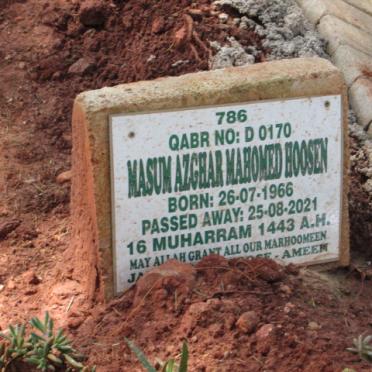 786
QABR NO: D 0170
MASUM AZGHAR MAHOMED HOOSEN
BORN: 26-07-1966
PASSED AWAY: 25-08-2021
16 MUHARRAM 1443 A.H.
MAY ALLAH GRANT ALL OUR MARHOOMEEN
- AMEEN